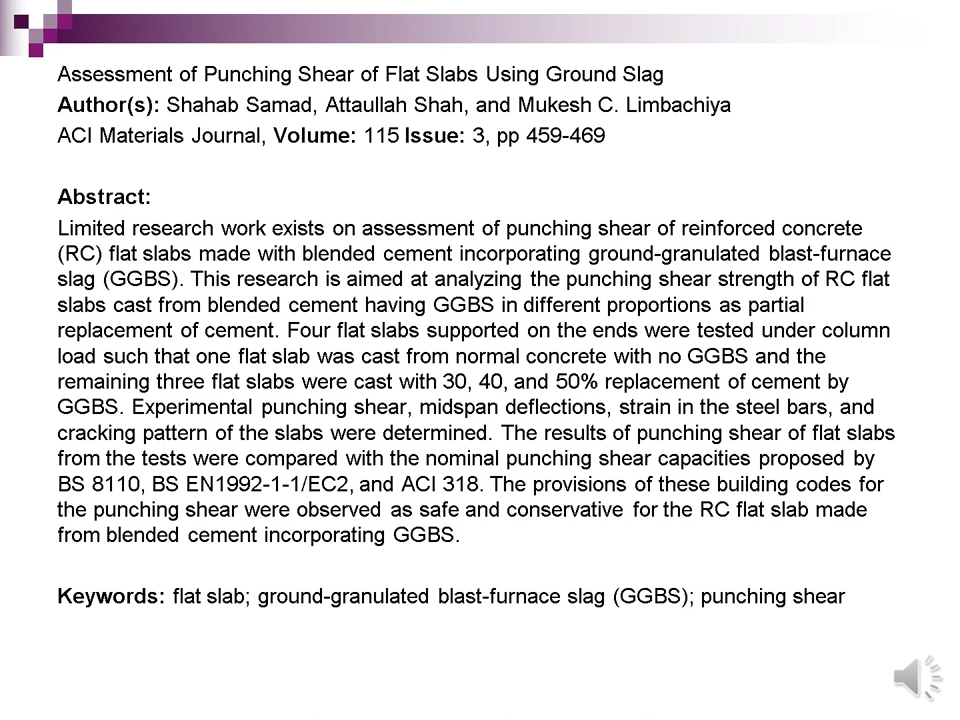 Assessment of Punching Shear of Flat Slabs Using Ground Slag
Author(s): Shahab Samad, Attaullah Shah, and Mukesh C. Limbachiya
ACI Materials Journal, Volume: 115 Issue: 3, pp 459-469
Abstract:
Limited research work exists on assessment of punching shear of reinforced concrete
(RC) flat slabs made with blended cement incorporating ground-granulated blast-furnace
slag (GGBS). This research is aimed at analyzing the punching shear strength of RC flat
slabs cast from blended cement having GGBS in different proportions as partial
replacement of cement. Four flat slabs supported on the ends were tested under column
load such that one flat slab was cast from normal concrete with no GGBS and the
remaining three flat slabs were cast with 30, 40, and 50% replacement of cement by
GGBS. Experimental punching shear, midspan deflections, strain in the steel bars, and
cracking pattern of the slabs were determined. The results of punching shear of flat slabs
from the tests were compared with the nominal punching shear capacities proposed by
BS 8110, BS EN1992-1-1/EC2, and ACI 318. The provisions of these building codes for
the punching shear were observed as safe and conservative for the RC flat slab made
from blended cement incorporating GGBS.
Keywords: flat slab; ground-granulated blast-furnace slag (GGBS); punching shear